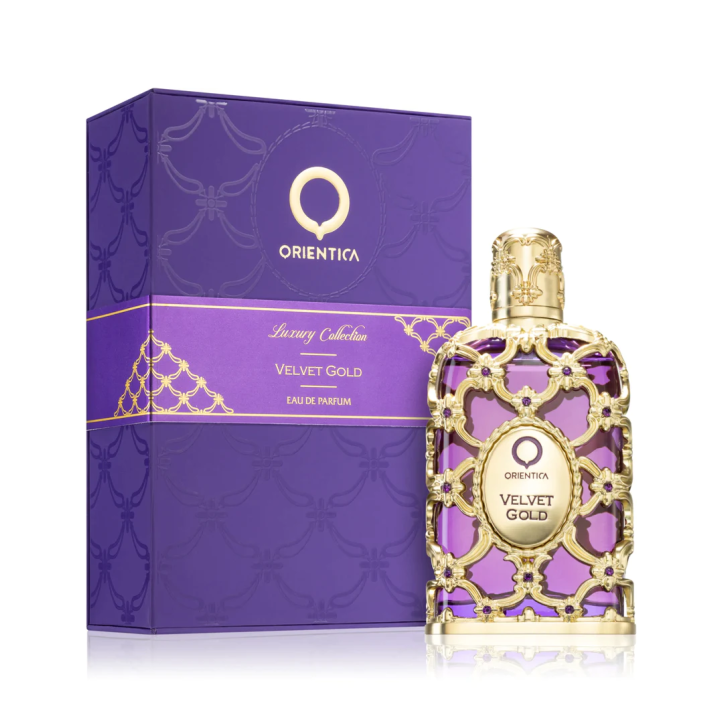 ORIENTICA
Luxury Collection
VELVET GOLD
EAU DE PARFUM
ORIENTICA
VELVET
GOLD